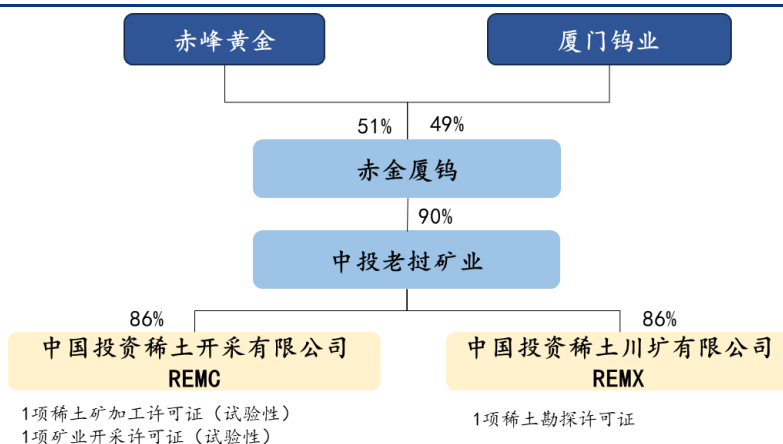 赤峰黄金
厦门钨业
51%
49%
赤金厦钨
90%
中投老挝矿业
86%
86%
中国投资稀土开采有限公司
REMC
中国投资稀土川圹有限公司
REMX
1项稀土矿加工许可证（试验性）
1项矿业开采许可证（试验性）
1项稀土勘探许可证